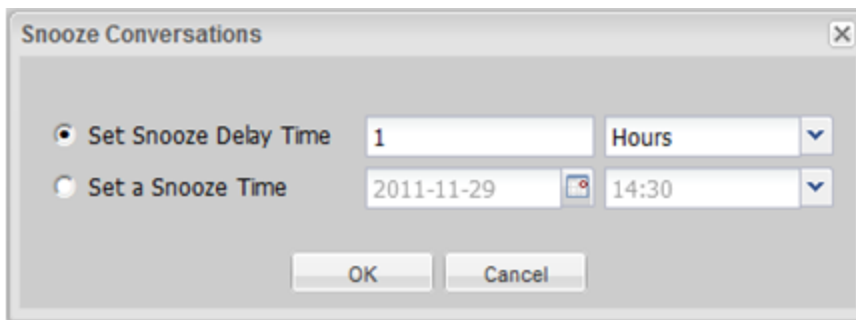 Snooze Conversations
Set Snooze Delay Time 1 Hours
Set a Snooze Time 2011-11-29 14:30
OK Cancel